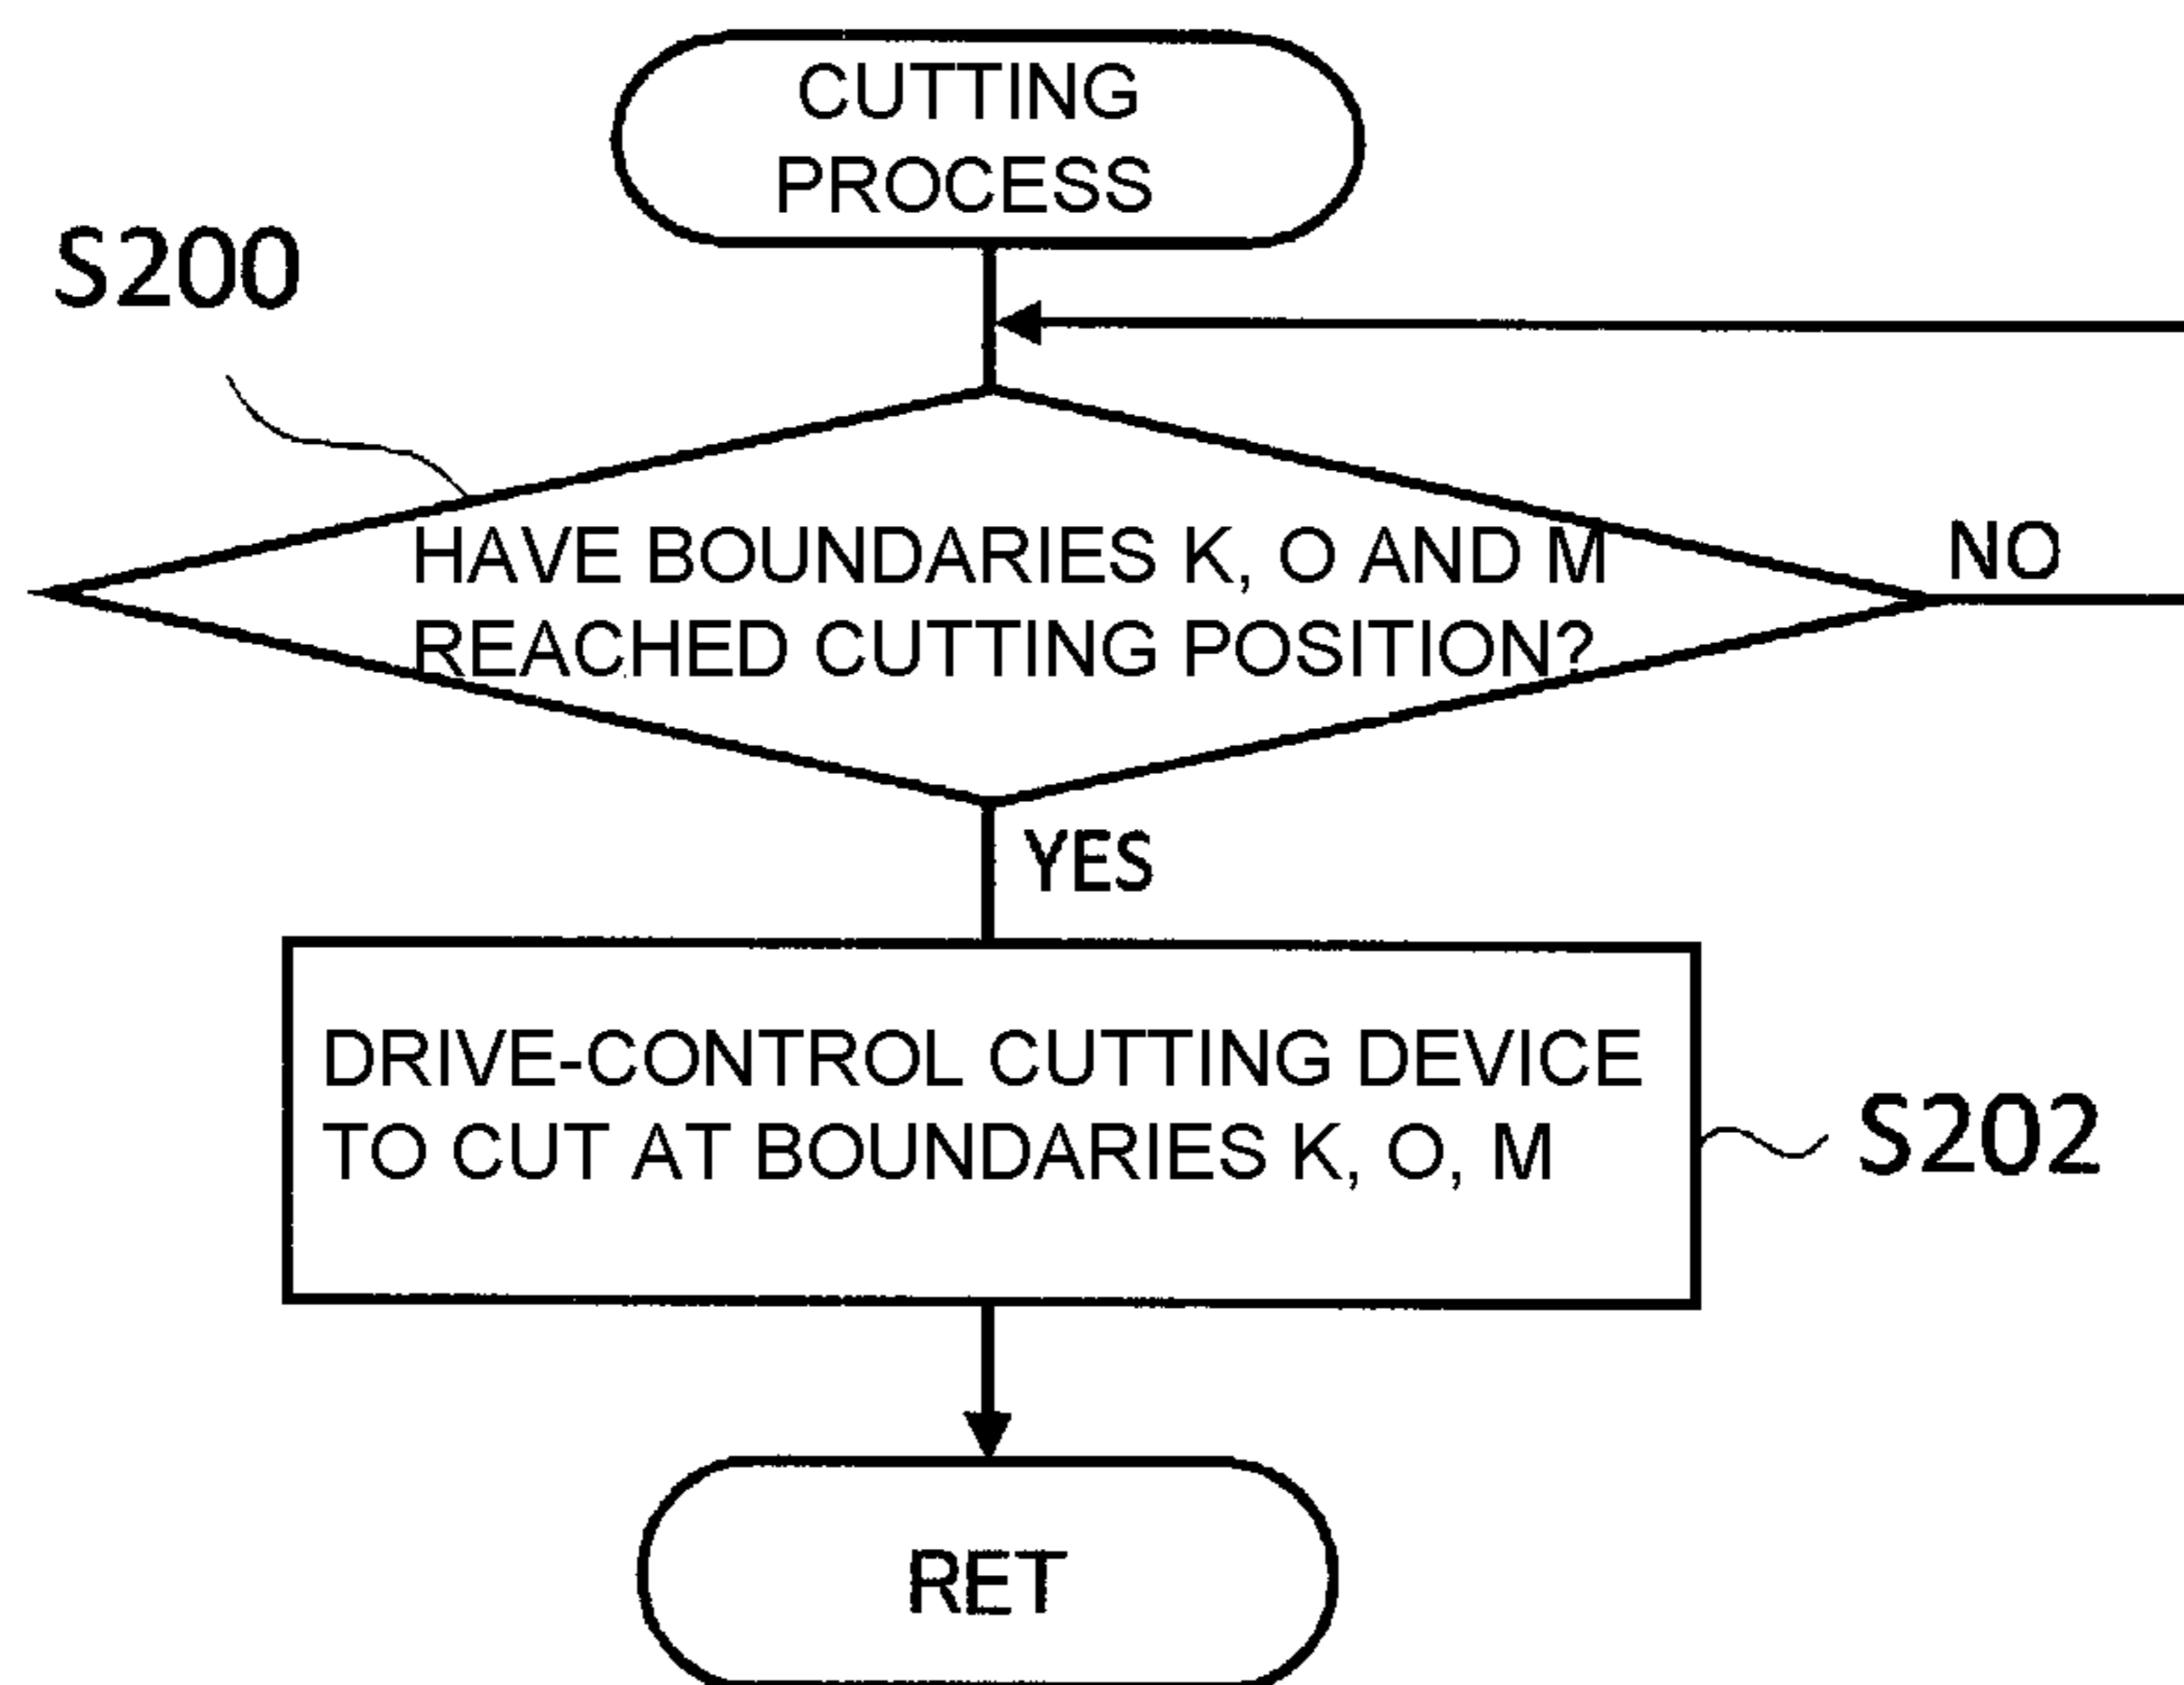 CUTTING
PROCESS
S200
HAVE BOUNDARIES K, O AND M
REACHED CUTTING POSITION?
NO
YES
DRIVE-CONTROL CUTTING DEVICE
TO CUT AT BOUNDARIES K, O, M
S202
RET